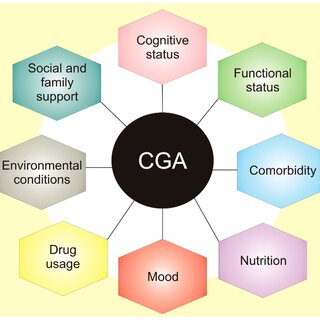 Cognitive
status
Social and
family
support
Functional
status
CGA
Environmental
conditions
Comorbidity
Drug
usage
Mood
Nutrition